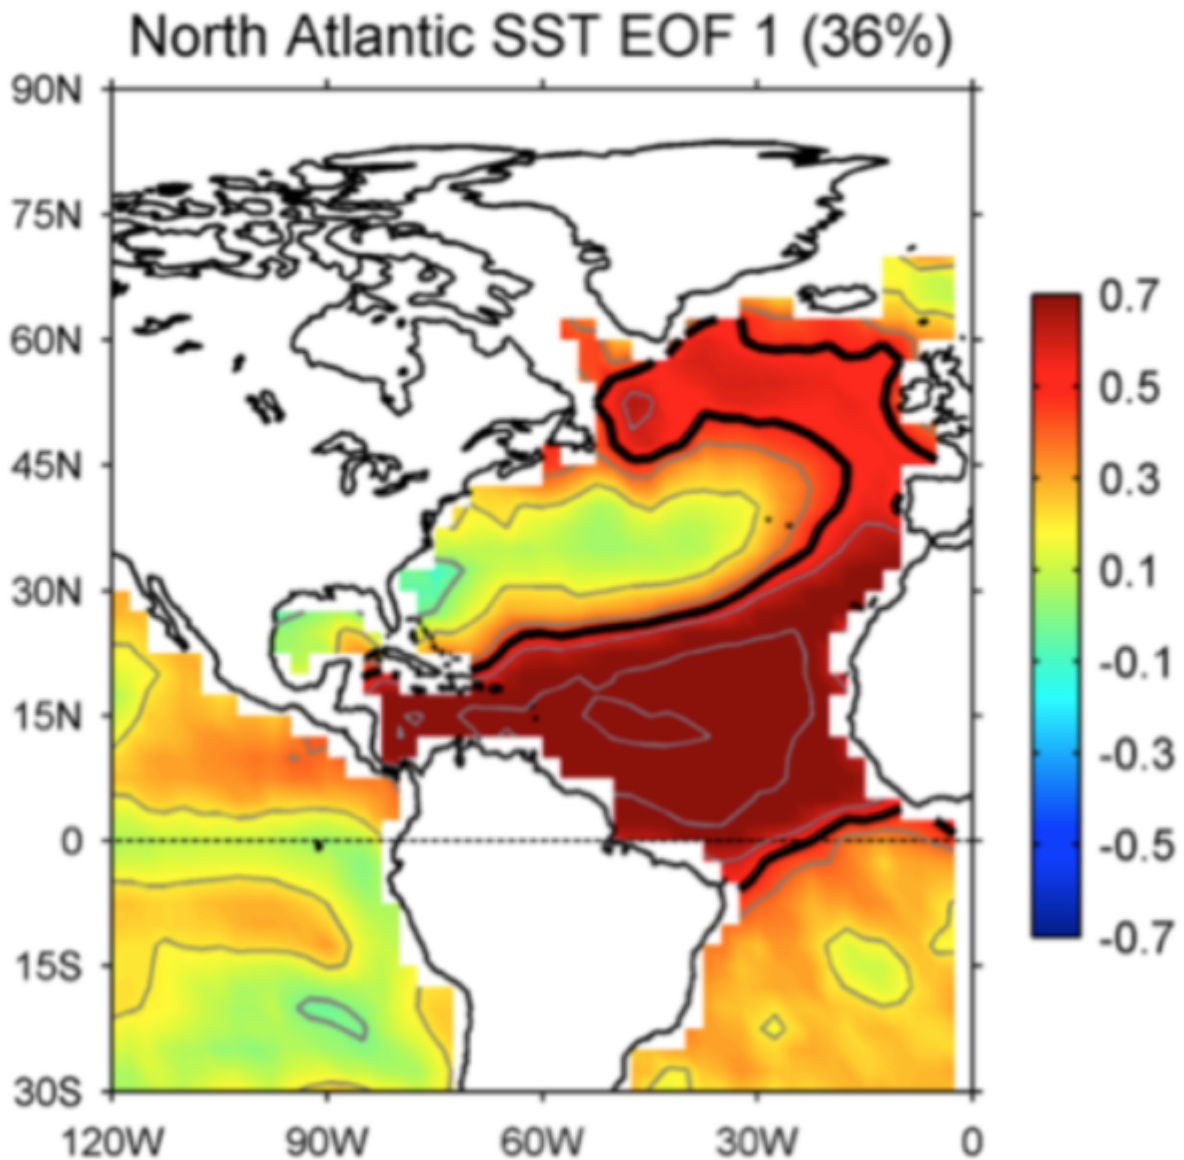 North Atlantic SST EOF 1 (36%)
90N
75N
60N
45N
30N
15N
0
15S
30S
120W 90W 60W 30W 0
0.7
0.5
0.3
0.1
-0.1
-0.3
-0.5
-0.7